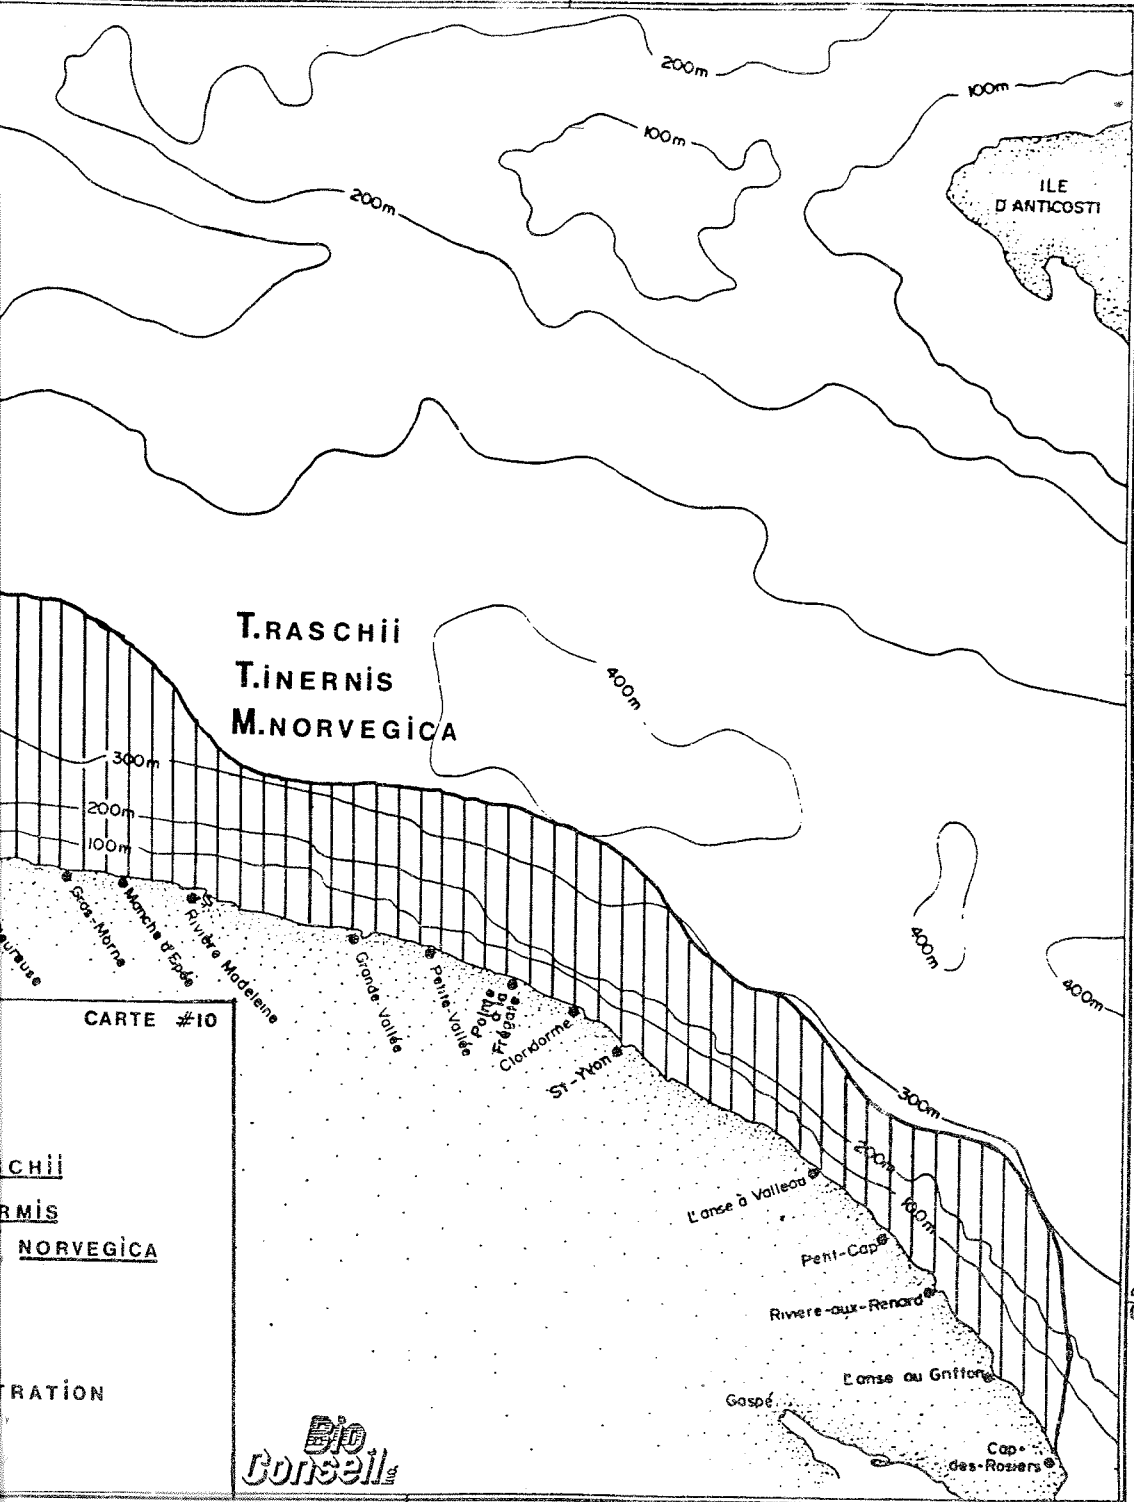 200m
100m
100m
ILE
D'ANTICOSTI
200m
T.RASCHii
T.iNERNiS
M.NORVEGiCA
400m
300m
200m
100m
Gros-Morne
Manche d'Epée
Rivière Madeleine
Grande-Vallée
Petite-Vallée
Pointe
à la
Frégate
Cloridorme
St-Yvon
400m
400m
300m
200m
100m
L'anse à Valleau
Petit-Cap
Riviere-aux-Renard
L'anse au Griffon
Gaspé
Cap-
des-Rosiers
CARTE #10
CHii
RMiS
NORVEGiCA
TRATiON
Bio
Conseil Inc.